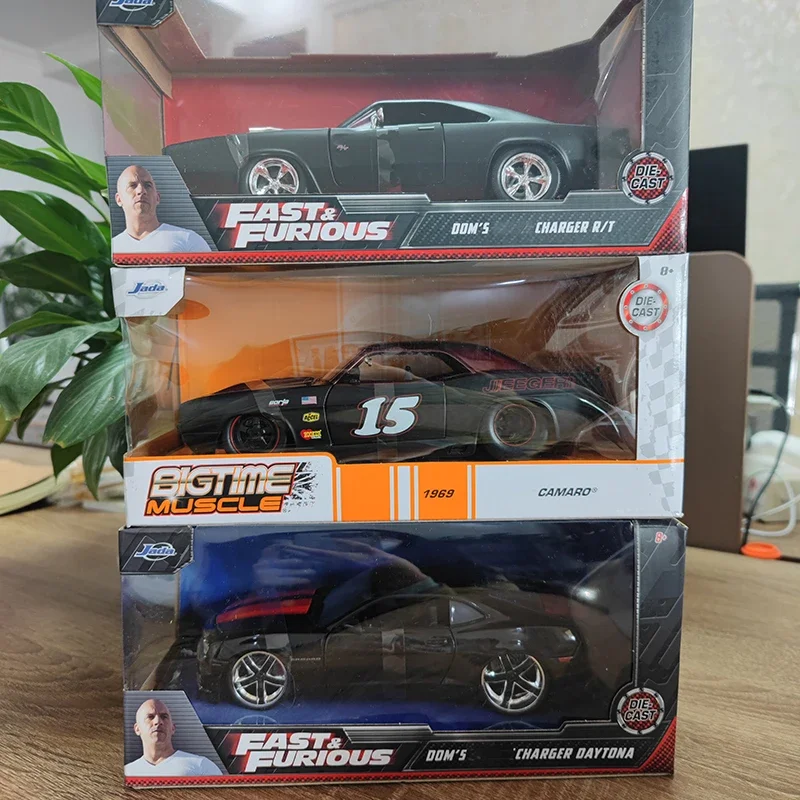 Jada
R/T
DIE-
CAST
FAST &
FURIOUS
DOM'S CHARGER R/T
Jada
8+
DIE-
CAST
15
BIGTIME
MUSCLE
1969 CAMARO®
Jada
8+
DIE-
CAST
FAST &
FURIOUS
DOM'S 'CHARGER DAYTONA